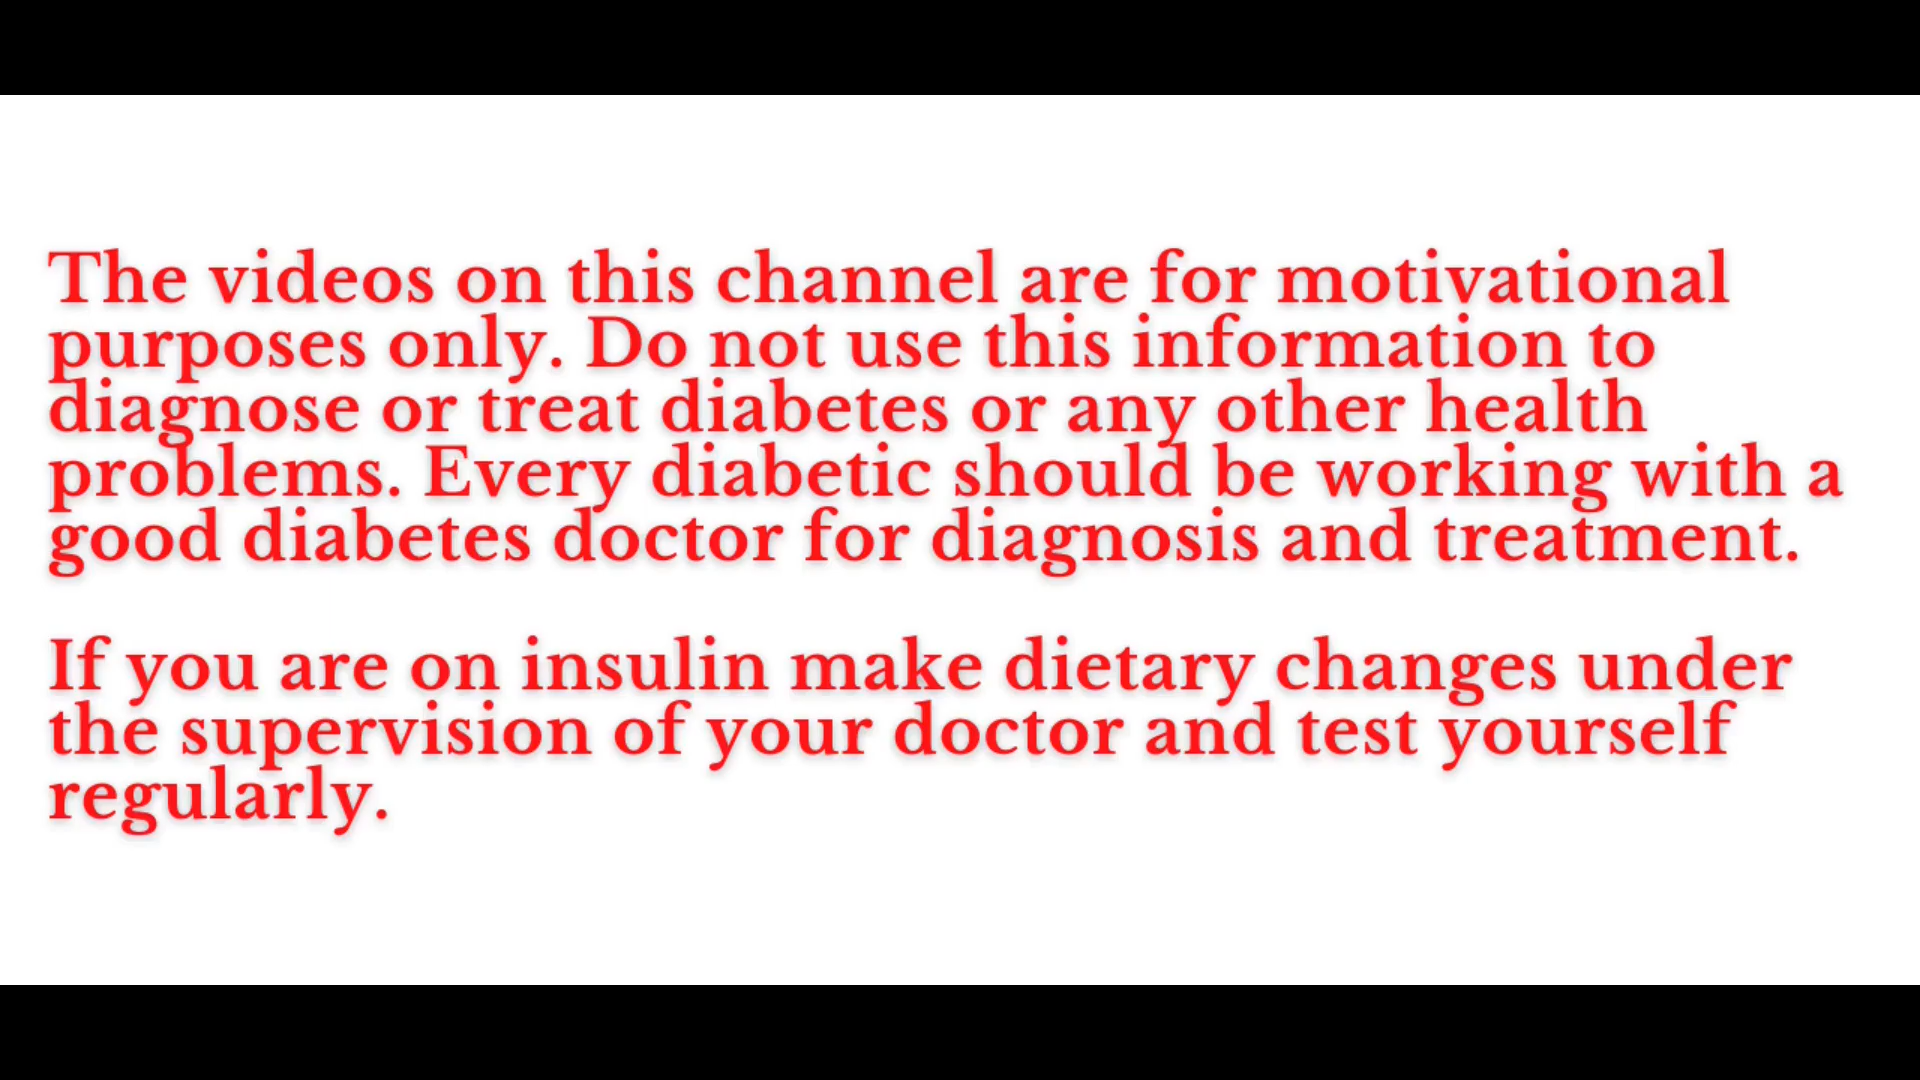 The videos on this channel are for motivational
purposes only. Do not use this information to
diagnose or treat diabetes or any other health
problems. Every diabetic should be working with a
good diabetes doctor for diagnosis and treatment.
If you are on insulin make dietary changes under
the supervision of your doctor and test yourself
regularly.